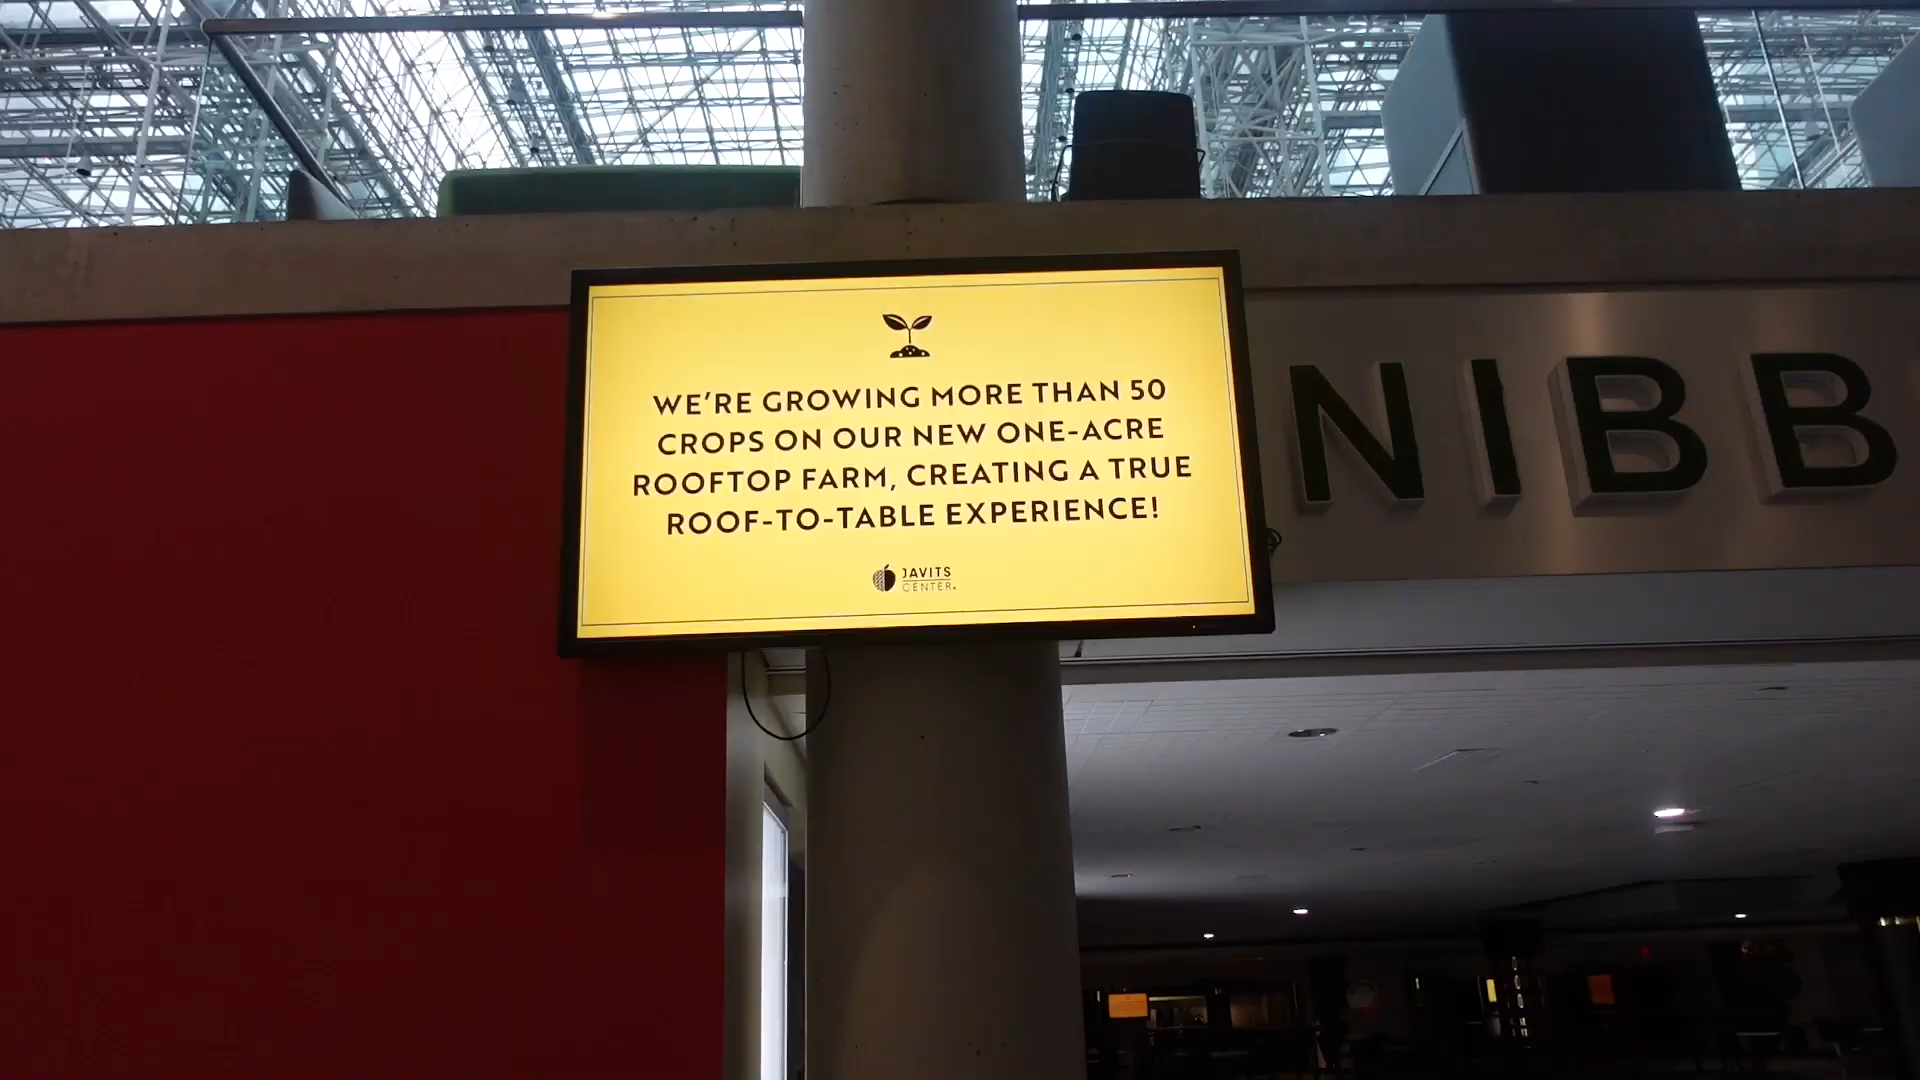 WE'RE GROWING MORE THAN 50
CROPS ON OUR NEW ONE-ACRE
ROOFTOP FARM, CREATING A TRUE
ROOF-TO-TABLE EXPERIENCE!
JAVITS
CENTER
NIBB